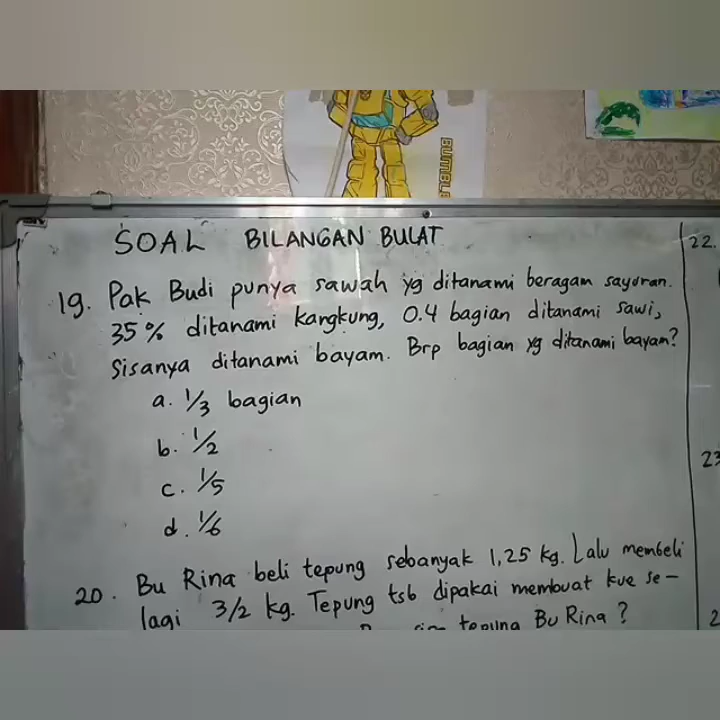 BUMBLE
SOAL BILANGAN BULAT
19. Pak Budi punya sawah yg ditanami beragam sayuran.
35% ditanami kangkung, 0.4 bagian ditanami sawi,
Sisanya ditanami bayam. Brp bagian yg ditanami bayam?
a. 1/3 bagian
b. 1/2
c. 1/5
d. 1/6
20. Bu Rina beli tepung sebanyak 1,25 kg. Lalu membeli
lagi 3/2 kg. Tepung tsb dipakai membuat kue se-
tepung Bu Rina?
22.
23
2